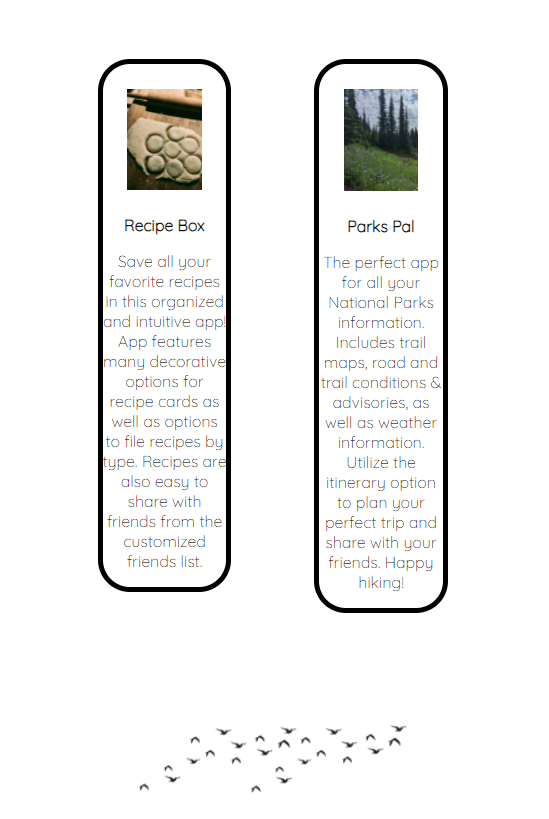 Recipe Box
Save all your
favorite recipes
in this organized
and intuitive app!
App features
many decorative
options for
recipe cards as
well as options
to file recipes by
type. Recipes are
also easy to
share with
friends from the
customized
friends list.
Parks Pal
The perfect app
for all your
National Parks
information.
Includes trail
maps, road and
trail conditions &
advisories, as
well as weather
information.
Utilize the
itinerary option
to plan your
perfect trip and
share with your
friends. Happy
hiking!